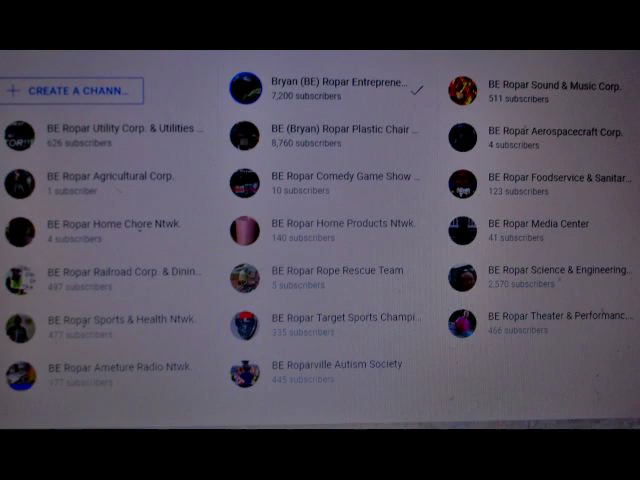 CREATE A CHANN...
BE Ropar Utility Corp. & Utilities ...
626 subscribers
BE Ropar Agricultural Corp.
1 subscriber
BE Ropar Home Chore Ntwk.
4 subscribers
BE Ropar Railroad Corp. & Dinin...
497 subscribers
BE Ropar Sports & Health Ntwk.
477 subscribers
BE Ropar Ameture Radio Ntwk.
177 subscribers
Bryan (BE) Ropar Entreprene...
7,200 subscribers
BE (Bryan) Ropar Plastic Chair ...
8,760 subscribers
BE Ropar Comedy Game Show ...
10 subscribers
BE Ropar Home Products Ntwk.
140 subscribers
BE Ropar Rope Rescue Team
5 subscribers
BE Ropar Target Sports Champi...
335 subscribers
BE Roparville Autism Society
445 subscribers
BE Ropar Sound & Music Corp.
511 subscribers
BE Ropar Aerospacecraft Corp.
4 subscribers
BE Ropar Foodservice & Sanitar...
123 subscribers
BE Ropar Media Center
41 subscribers
BE Ropar Science & Engineering...
2,570 subscribers
BE Ropar Theater & Performanc...
466 subscribers